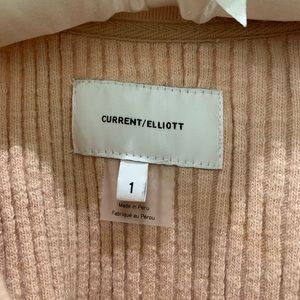 CURRENT/ELLIOTT
1
Made in Peru
Fabriqué au Pérou